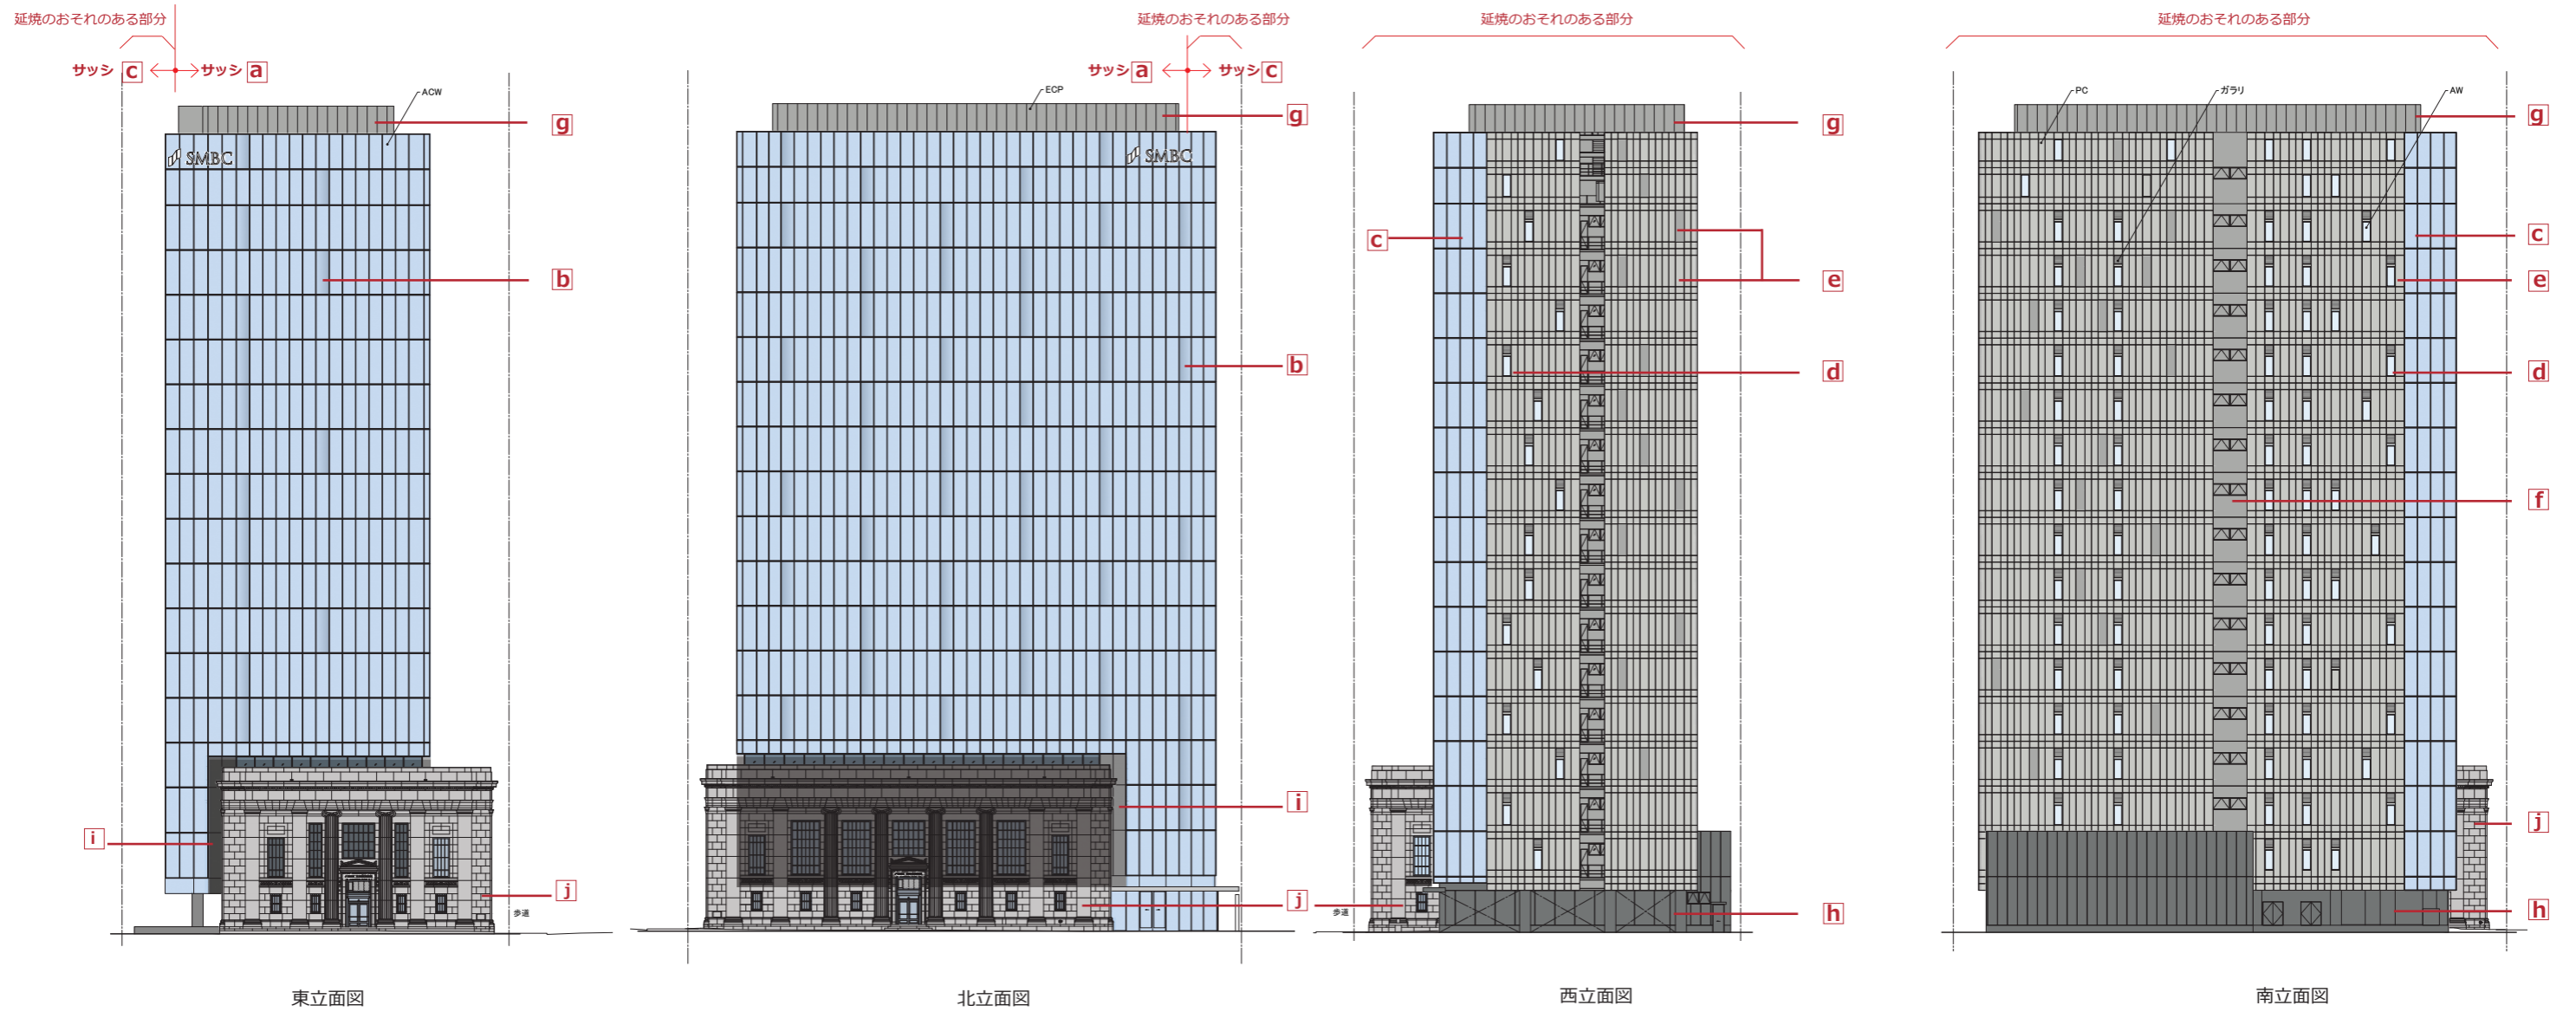 延焼のおそれのある部分
サッシ c
サッシ a
ACW
SMBC
g
b
i
j
歩道
東立面図
延焼のおそれのある部分
サッシ a
サッシ c
ECP
SMBC
g
b
i
j
北立面図
延焼のおそれのある部分
g
c
e
d
歩道
h
西立面図
延焼のおそれのある部分
PC
ガラリ
AW
g
c
e
d
f
j
h
南立面図